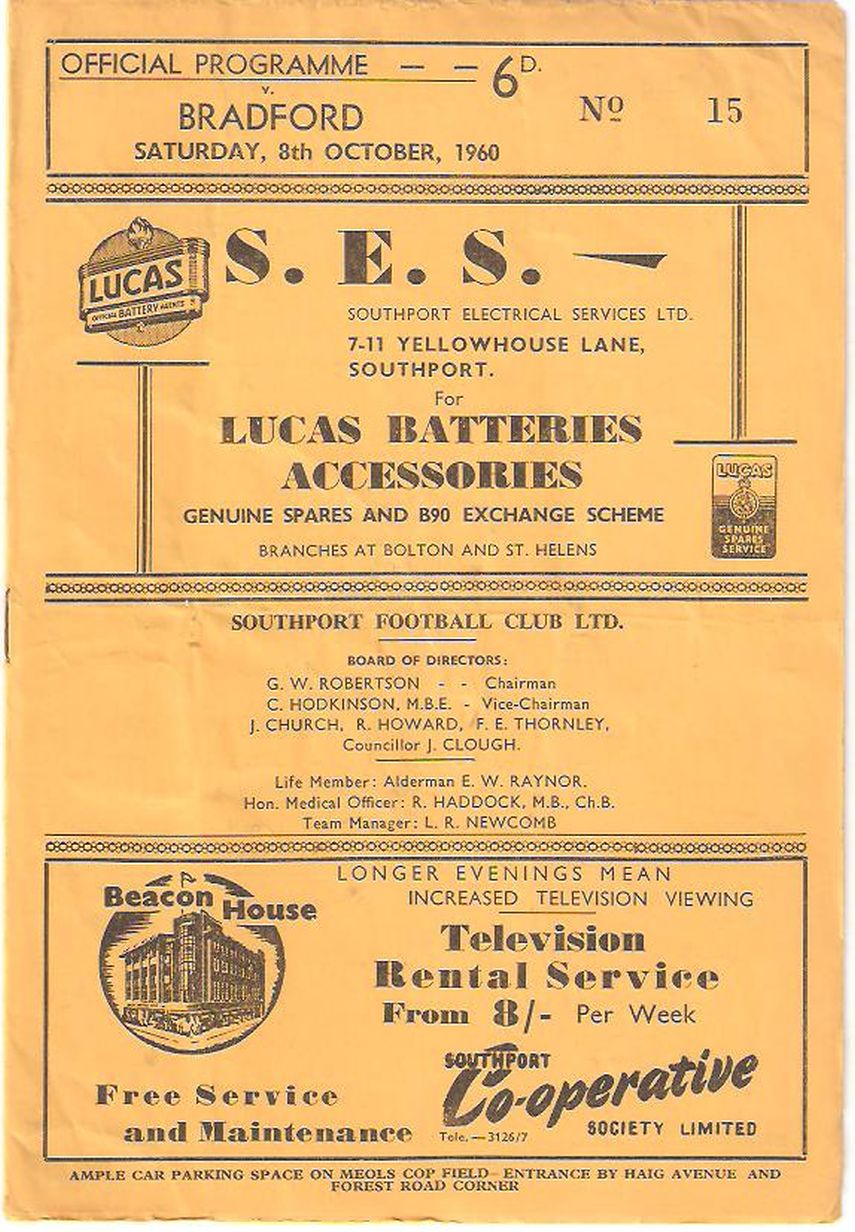 OFFICIAL PROGRAMME — — 6D.
v.
BRADFORD
SATURDAY, 8th OCTOBER, 1960
Nº 15
LUCAS
OFFICIAL BATTERY AGENTS
S. E. S. —
SOUTHPORT ELECTRICAL SERVICES LTD.
7-11 YELLOWHOUSE LANE,
SOUTHPORT.
For
LUCAS BATTERIES
ACCESSORIES
GENUINE SPARES AND B90 EXCHANGE SCHEME
BRANCHES AT BOLTON AND ST. HELENS
LUCAS
GENUINE
SPARES
SERVICE
SOUTHPORT FOOTBALL CLUB LTD.
BOARD OF DIRECTORS:
G. W. ROBERTSON - - Chairman
C. HODKINSON, M.B.E. - Vice-Chairman
J. CHURCH, R. HOWARD, F. E. THORNLEY,
Councillor J. CLOUGH.
Life Member: Alderman E. W. RAYNOR.
Hon. Medical Officer: R. HADDOCK, M.B., Ch.B.
Team Manager: L. R. NEWCOMB
Beacon House
LONGER EVENINGS MEAN
INCREASED TELEVISION VIEWING
Television
Rental Service
From 8/- Per Week
Free Service
and Maintenance
SOUTHPORT
Co-operative
SOCIETY LIMITED
Tele. — 3126/7
AMPLE CAR PARKING SPACE ON MEOLS COP FIELD— ENTRANCE BY HAIG AVENUE AND
FOREST ROAD CORNER